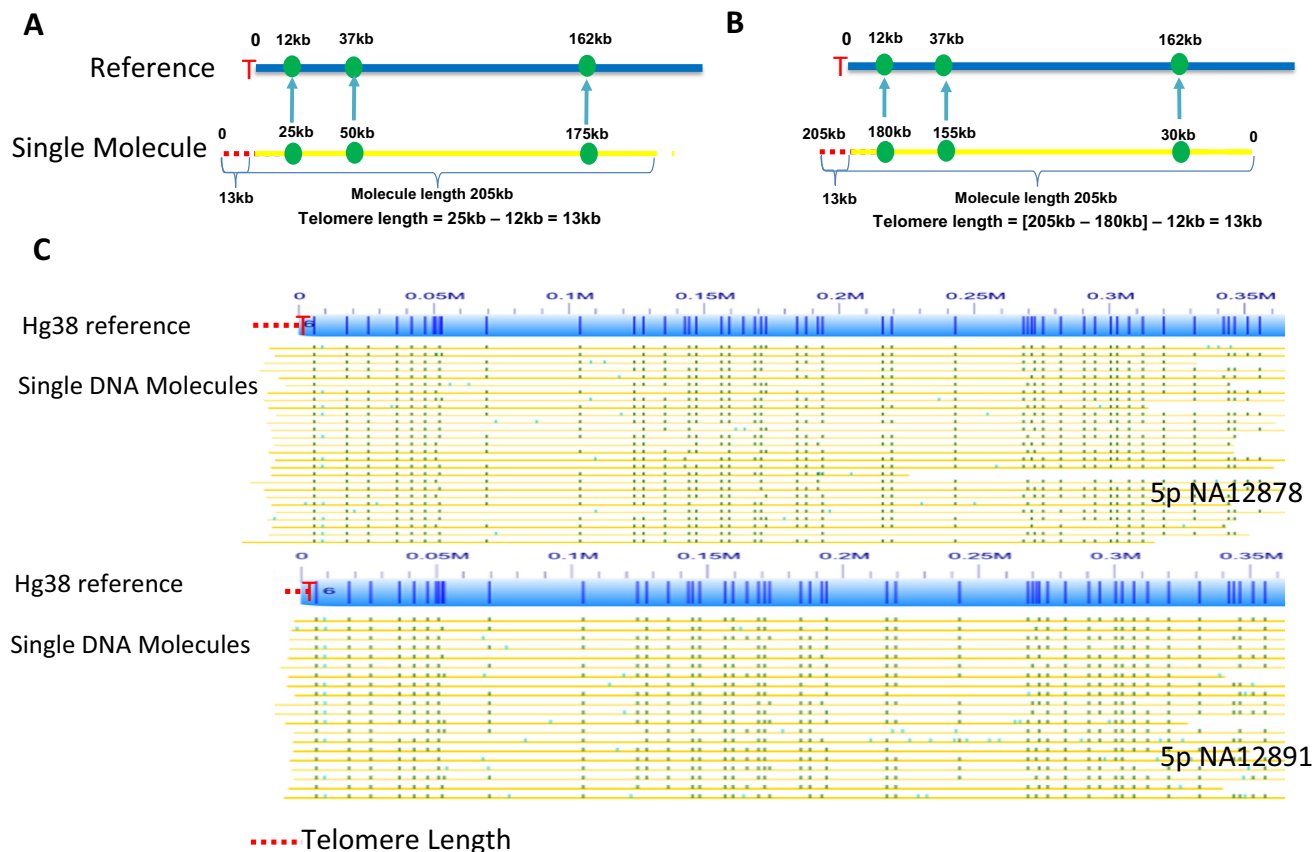 A
0 12kb 37kb 162kb
Reference T
0 25kb 50kb 175kb
Single Molecule
13kb
Molecule length 205kb
Telomere length = 25kb – 12kb = 13kb
B
0 12kb 37kb 162kb
T
205kb 180kb 155kb 30kb 0
13kb
Molecule length 205kb
Telomere length = [205kb – 180kb] – 12kb = 13kb
C
0 0.05M 0.1M 0.15M 0.2M 0.25M 0.3M 0.35M
Hg38 reference T 6
Single DNA Molecules
5p NA12878
0 0.05M 0.1M 0.15M 0.2M 0.25M 0.3M 0.35M
Hg38 reference T 6
Single DNA Molecules
5p NA12891
Telomere Length